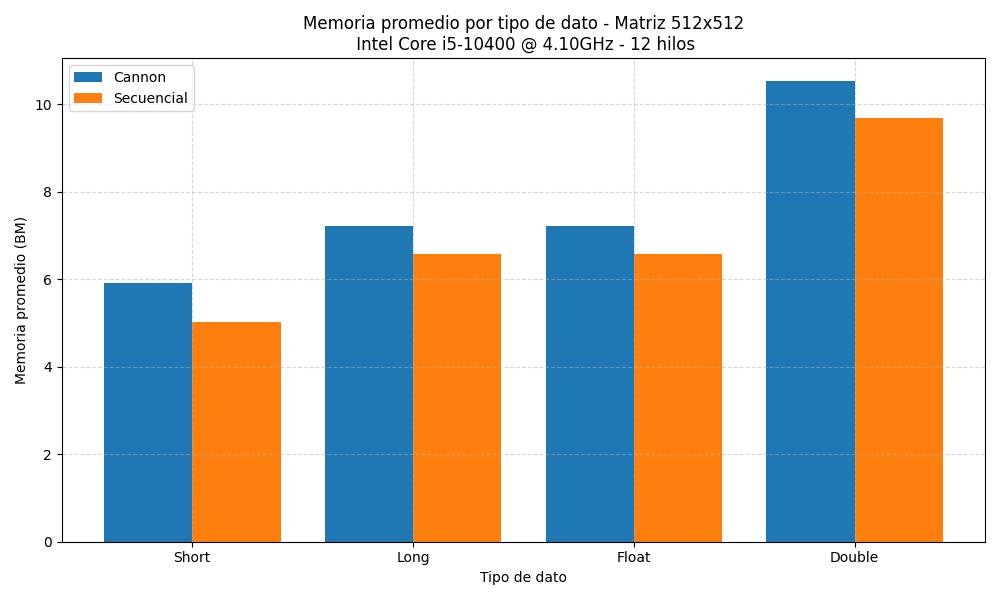 Memoria promedio por tipo de dato - Matriz 512x512
Intel Core i5-10400 @ 4.10GHz - 12 hilos
Cannon
Secuencial
Memoria promedio (BM)
10
8
6
4
2
0
Short
Long
Float
Double
Tipo de dato